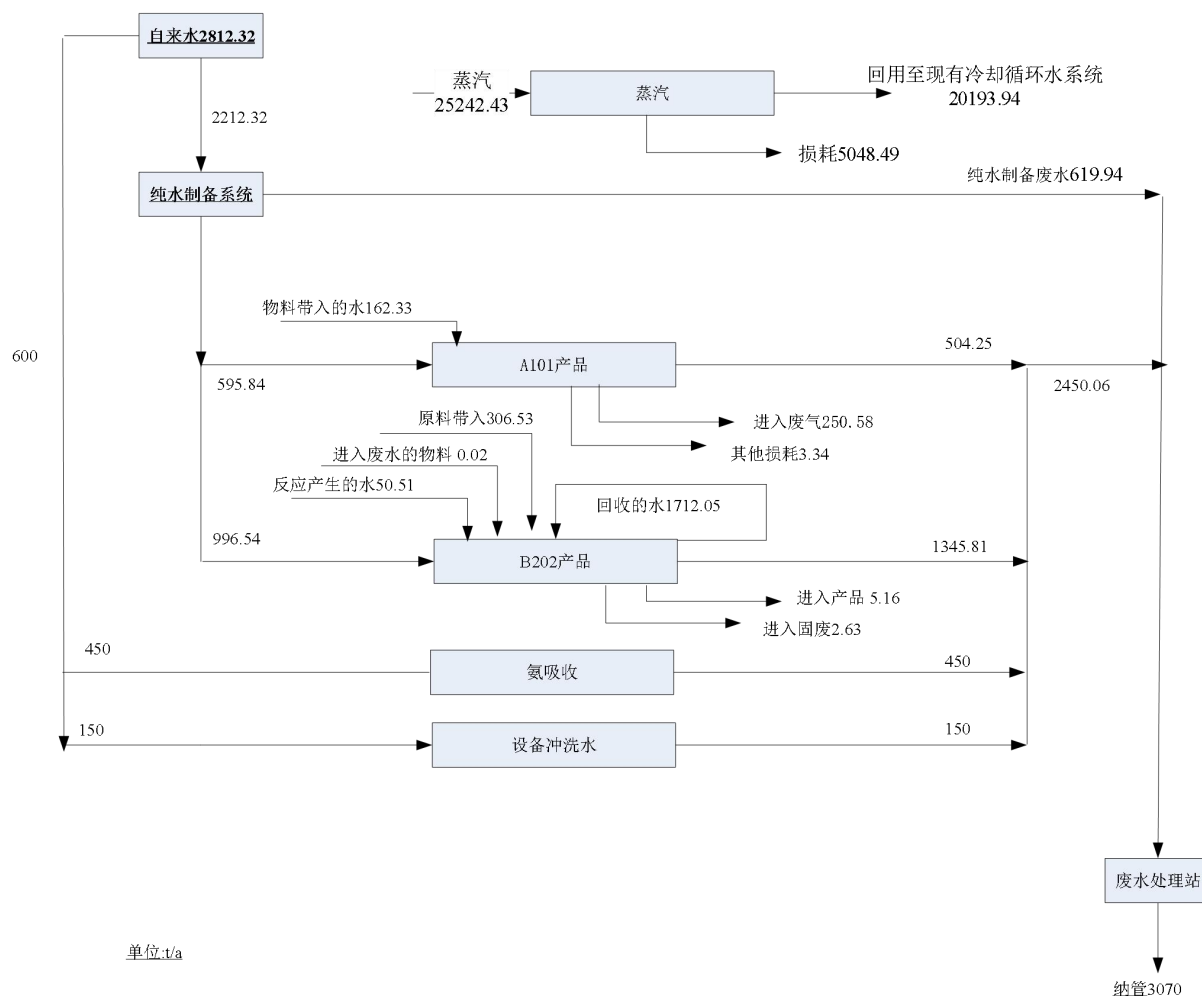 自来水2812.32
蒸汽
25242.43
蒸汽
回用至现有冷却循环水系统
20193.94
2212.32
损耗5048.49
纯水制备系统
纯水制备废水619.94
物料带入的水162.33
600
A101产品
504.25
595.84
2450.06
原料带入306.53
进入废气250.58
进入废水的物料 0.02
其他损耗3.34
反应产生的水50.51
回收的水1712.05
996.54
B202产品
1345.81
进入产品 5.16
进入固废2.63
450
氨吸收
450
150
设备冲洗水
150
废水处理站
单位:t/a
纳管3070